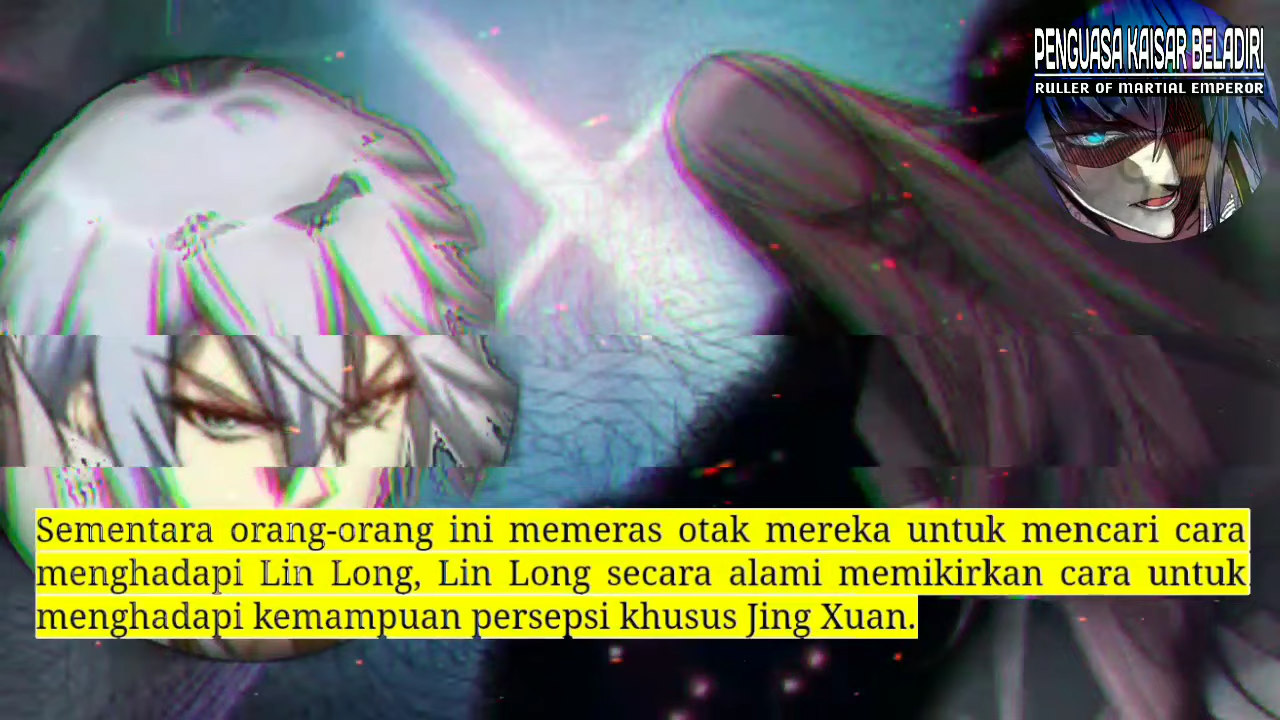 PENGUASA KAISAR BELADIRI
RULLER OF MARTIAL EMPEROR
Sementara orang-orang ini memeras otak mereka untuk mencari cara
menghadapi Lin Long, Lin Long secara alami memikirkan cara untuk
menghadapi kemampuan persepsi khusus Jing Xuan.